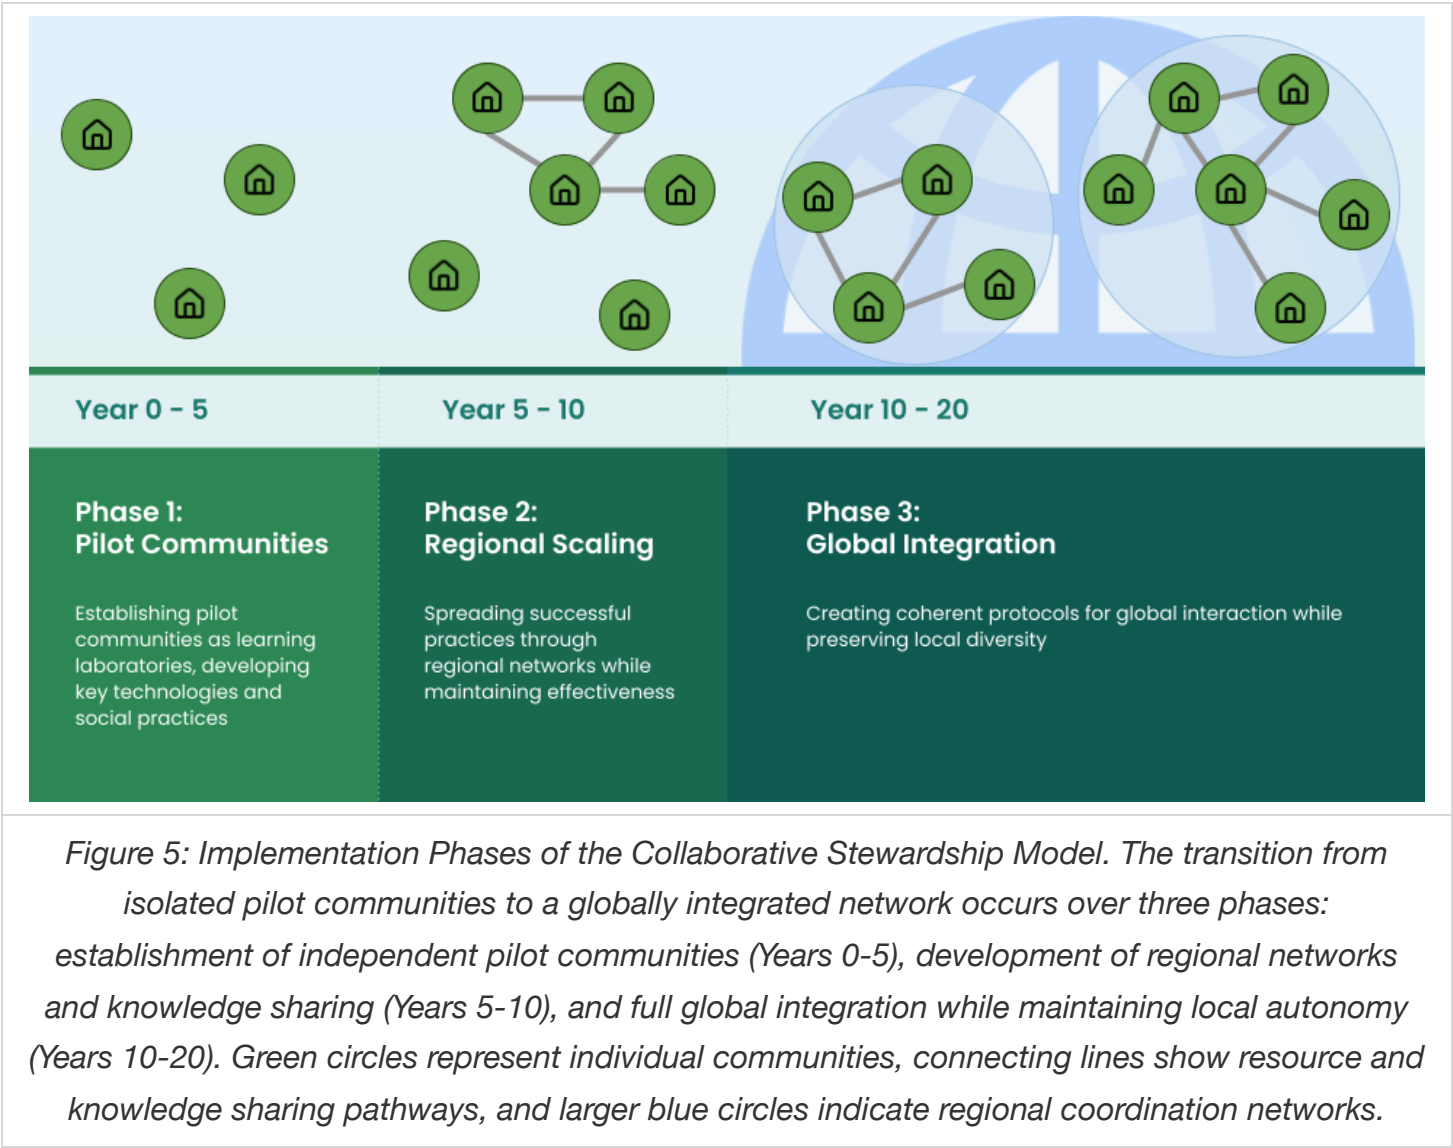 Year 0 - 5
Year 5 - 10
Year 10 - 20
Phase 1:
Pilot Communities
Establishing pilot
communities as learning
laboratories, developing
key technologies and
social practices
Phase 2:
Regional Scaling
Spreading successful
practices through
regional networks while
maintaining effectiveness
Phase 3:
Global Integration
Creating coherent protocols for global interaction while
preserving local diversity
Figure 5: Implementation Phases of the Collaborative Stewardship Model. The transition from
isolated pilot communities to a globally integrated network occurs over three phases:
establishment of independent pilot communities (Years 0-5), development of regional networks
and knowledge sharing (Years 5-10), and full global integration while maintaining local autonomy
(Years 10-20). Green circles represent individual communities, connecting lines show resource and
knowledge sharing pathways, and larger blue circles indicate regional coordination networks.